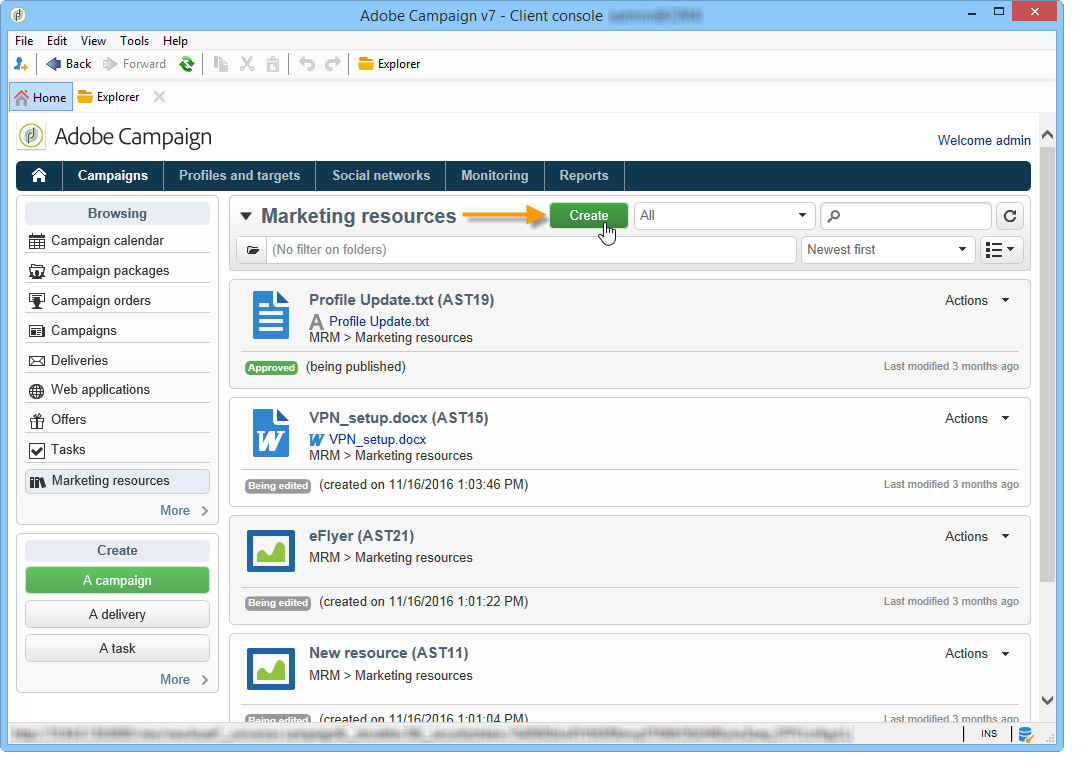 Adobe Campaign v7 - Client console
File Edit View Tools Help
Back Forward Explorer
Home Explorer
Adobe Campaign
Welcome admin
Campaigns Profiles and targets Social networks Monitoring Reports
Browsing
Campaign calendar
Campaign packages
Campaign orders
Campaigns
Deliveries
Web applications
Offers
Tasks
Marketing resources
More
Create
A campaign
A delivery
A task
More
Marketing resources Create All
(No filter on folders) Newest first
Profile Update.txt (AST19) Actions
A Profile Update.txt
MRM > Marketing resources
Approved (being published) Last modified 3 months ago
VPN_setup.docx (AST15) Actions
W
W VPN_setup.docx
MRM > Marketing resources
Being edited (created on 11/16/2016 1:03:46 PM) Last modified 3 months ago
eFlyer (AST21) Actions
MRM > Marketing resources
Being edited (created on 11/16/2016 1:01:22 PM) Last modified 3 months ago
New resource (AST11) Actions
MRM > Marketing resources
Being edited (created on 11/16/2016 1:01:04 PM) Last modified 3 months ago
INS